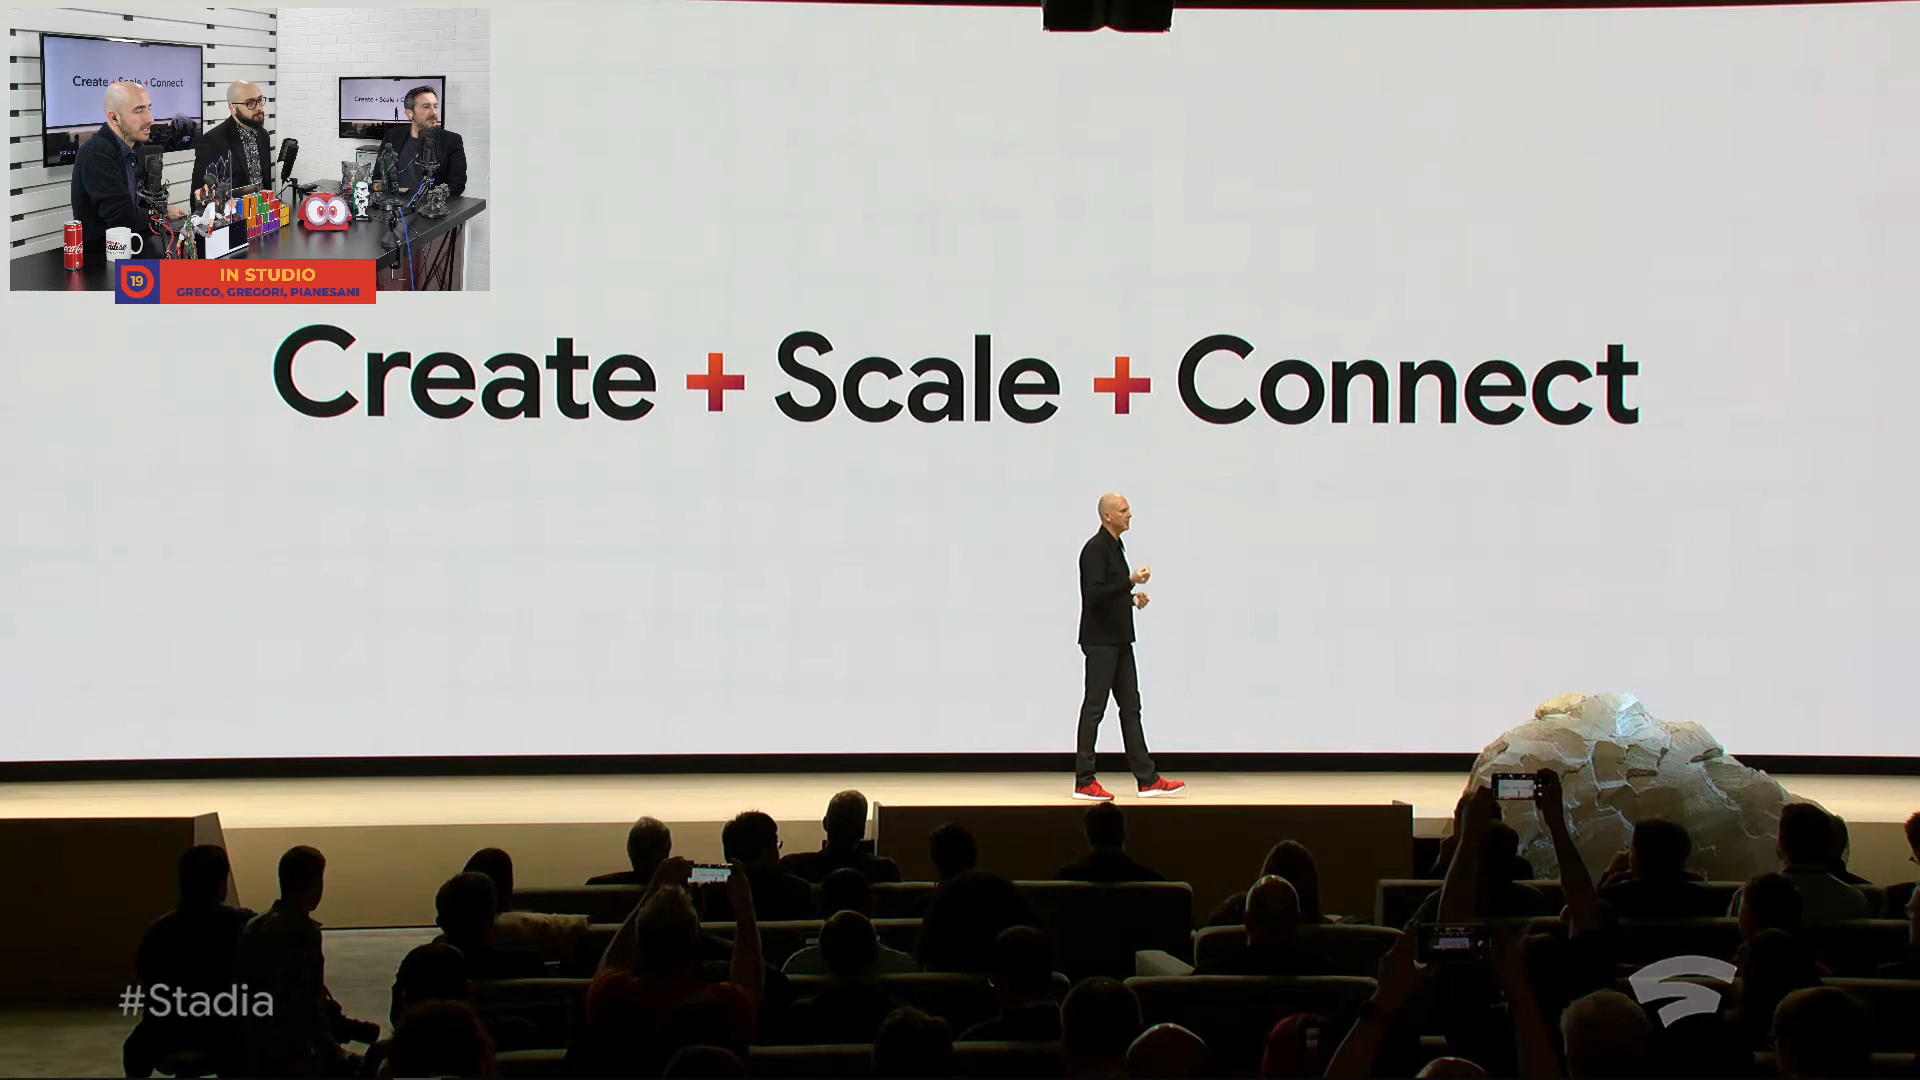 Create + Scale + Connect
19
IN STUDIO
GRECO, GREGORI, PIANESANI
Create + Scale + Connect
#Stadia